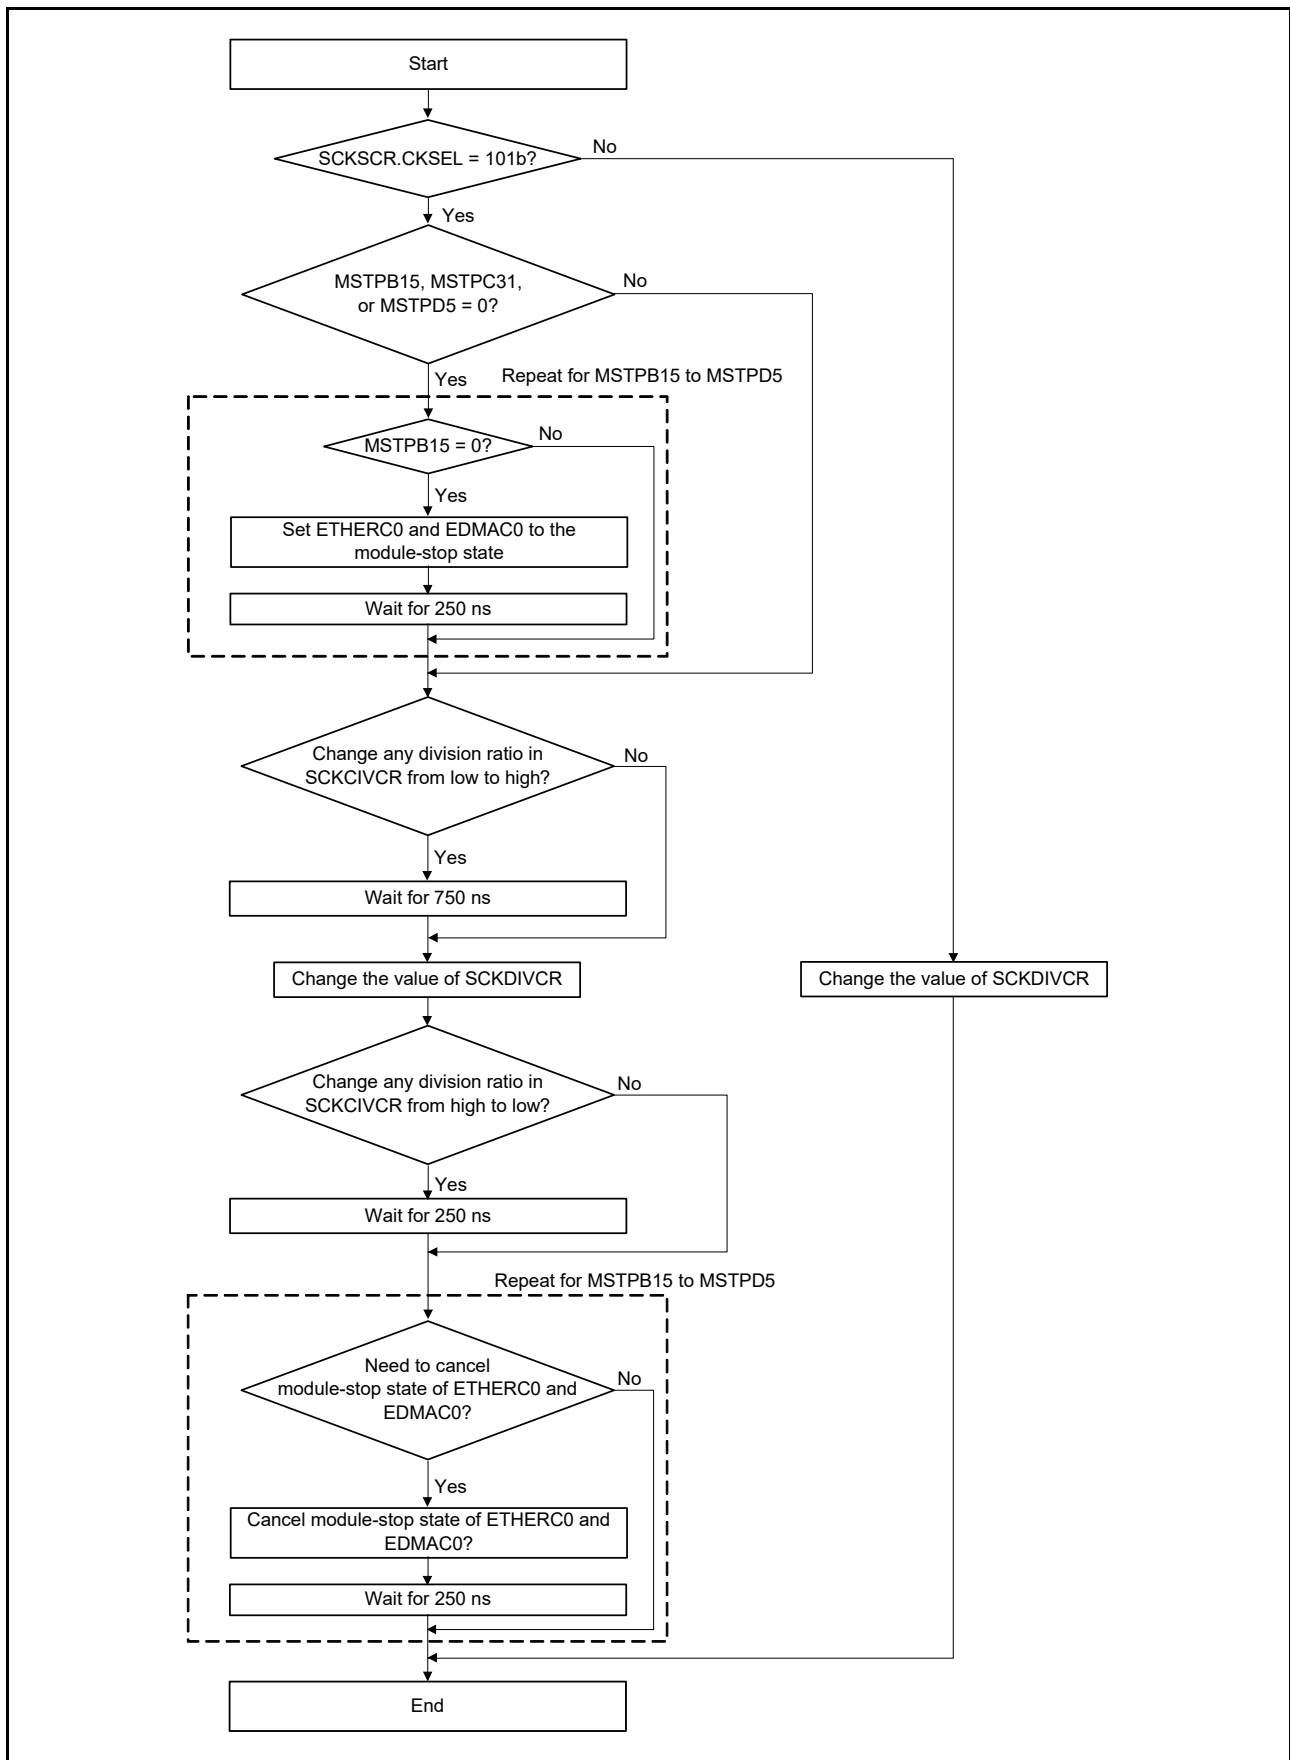 Start
SCKSCR.CKSEL = 101b?
No
Yes
MSTPB15, MSTPC31,
or MSTPD5 = 0?
No
Yes
Repeat for MSTPB15 to MSTPD5
MSTPB15 = 0?
No
Yes
Set ETHERC0 and EDMAC0 to the
module-stop state
Wait for 250 ns
Change any division ratio in
SCKCIVCR from low to high?
No
Yes
Wait for 750 ns
Change the value of SCKDIVCR
Change the value of SCKDIVCR
Change any division ratio in
SCKCIVCR from high to low?
No
Yes
Wait for 250 ns
Repeat for MSTPB15 to MSTPD5
Need to cancel
module-stop state of ETHERC0 and
EDMAC0?
No
Yes
Cancel module-stop state of ETHERC0 and
EDMAC0?
Wait for 250 ns
End